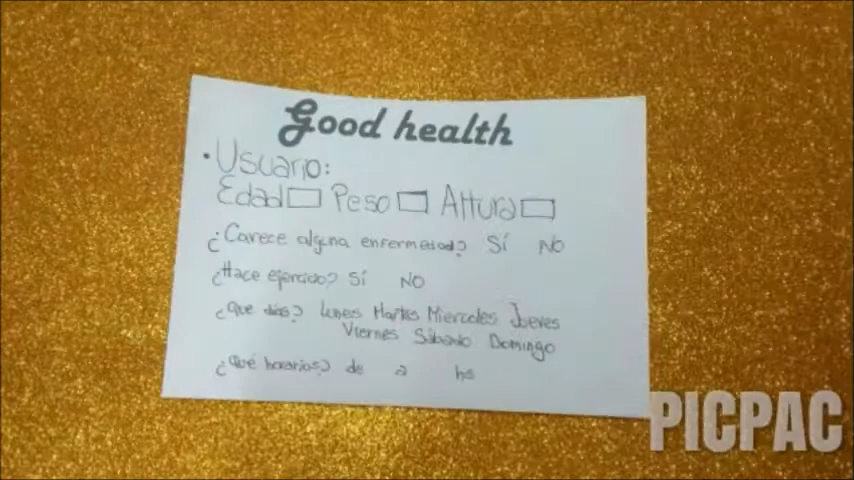 Good health
• Usuario:
Edad Peso Altura
¿Carece alguna enfermedad? Sí No
¿Hace ejercicio? Sí No
¿Que días? Lunes Martes Miercoles Jueves
Viernes Sábado Domingo
¿Qué horarios? de a hs
PICPAC